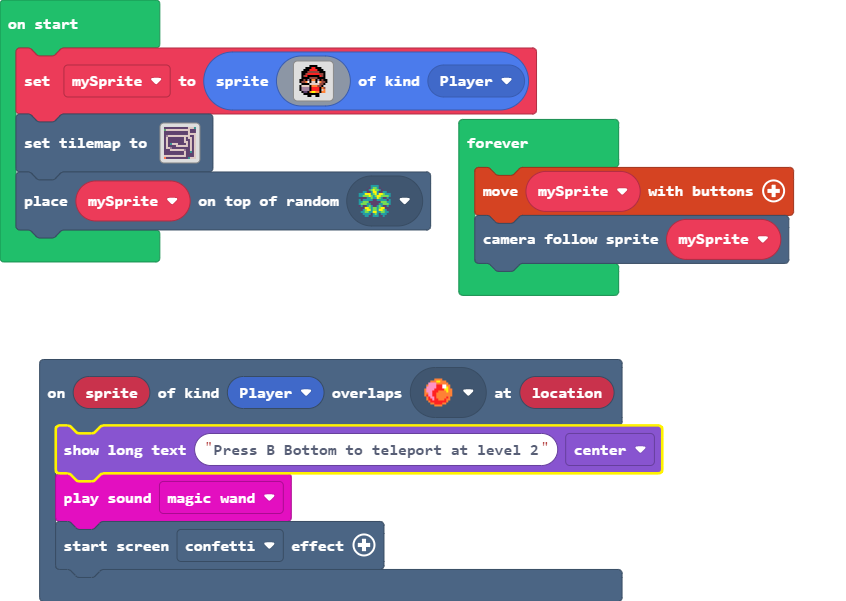 on start
set mySprite to sprite of kind Player
set tilemap to
place mySprite on top of random
forever
move mySprite with buttons
camera follow sprite mySprite
on sprite of kind Player overlaps at location
show long text "Press B Bottom to teleport at level 2" center
play sound magic wand
start screen confetti effect